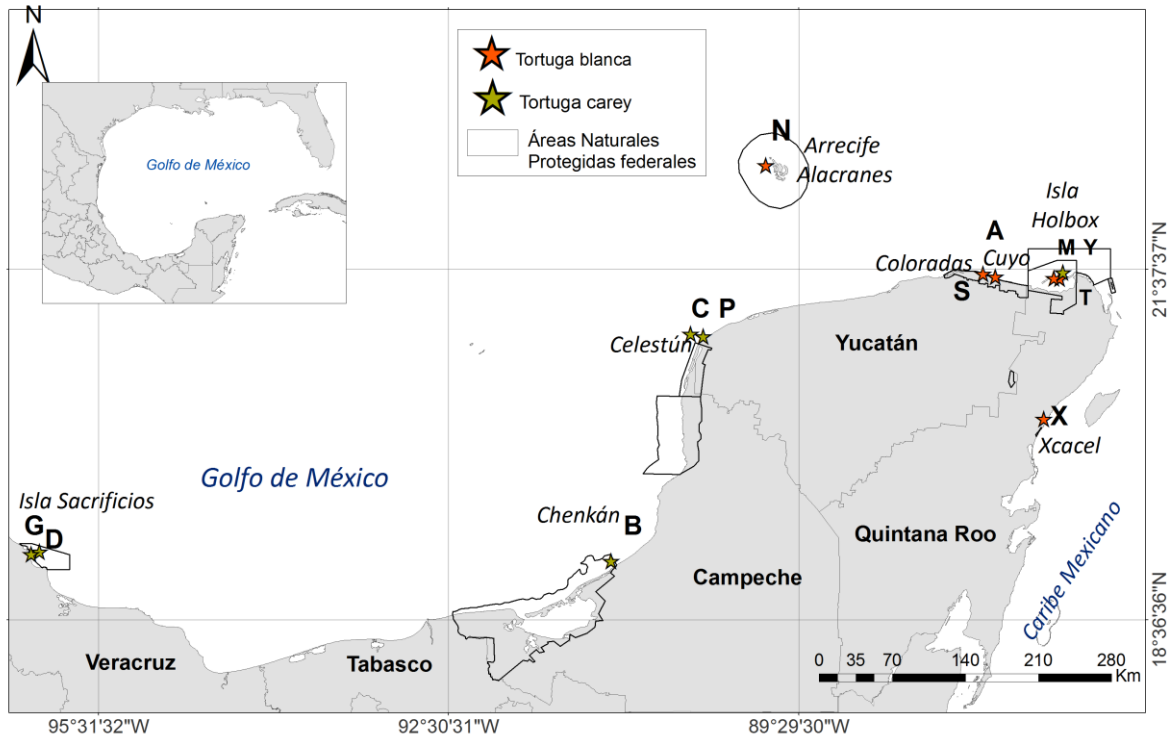 N
Tortuga blanca
Tortuga carey
Áreas Naturales
Protegidas federales
Golfo de México
N
Arrecife
Alacranes
Isla
Holbox
A
M Y
Coloradas
Cuyo
S
T
21°37'37"N
C P
Celestún
Yucatán
X
Xcacel
Golfo de México
Isla Sacrificios
G
D
Chenkán
B
Quintana Roo
Campeche
Caribe Mexicano
18°36'36"N
Veracruz
Tabasco
0 35 70 140 210 280
Km
95°31'32"W
92°30'31"W
89°29'30"W